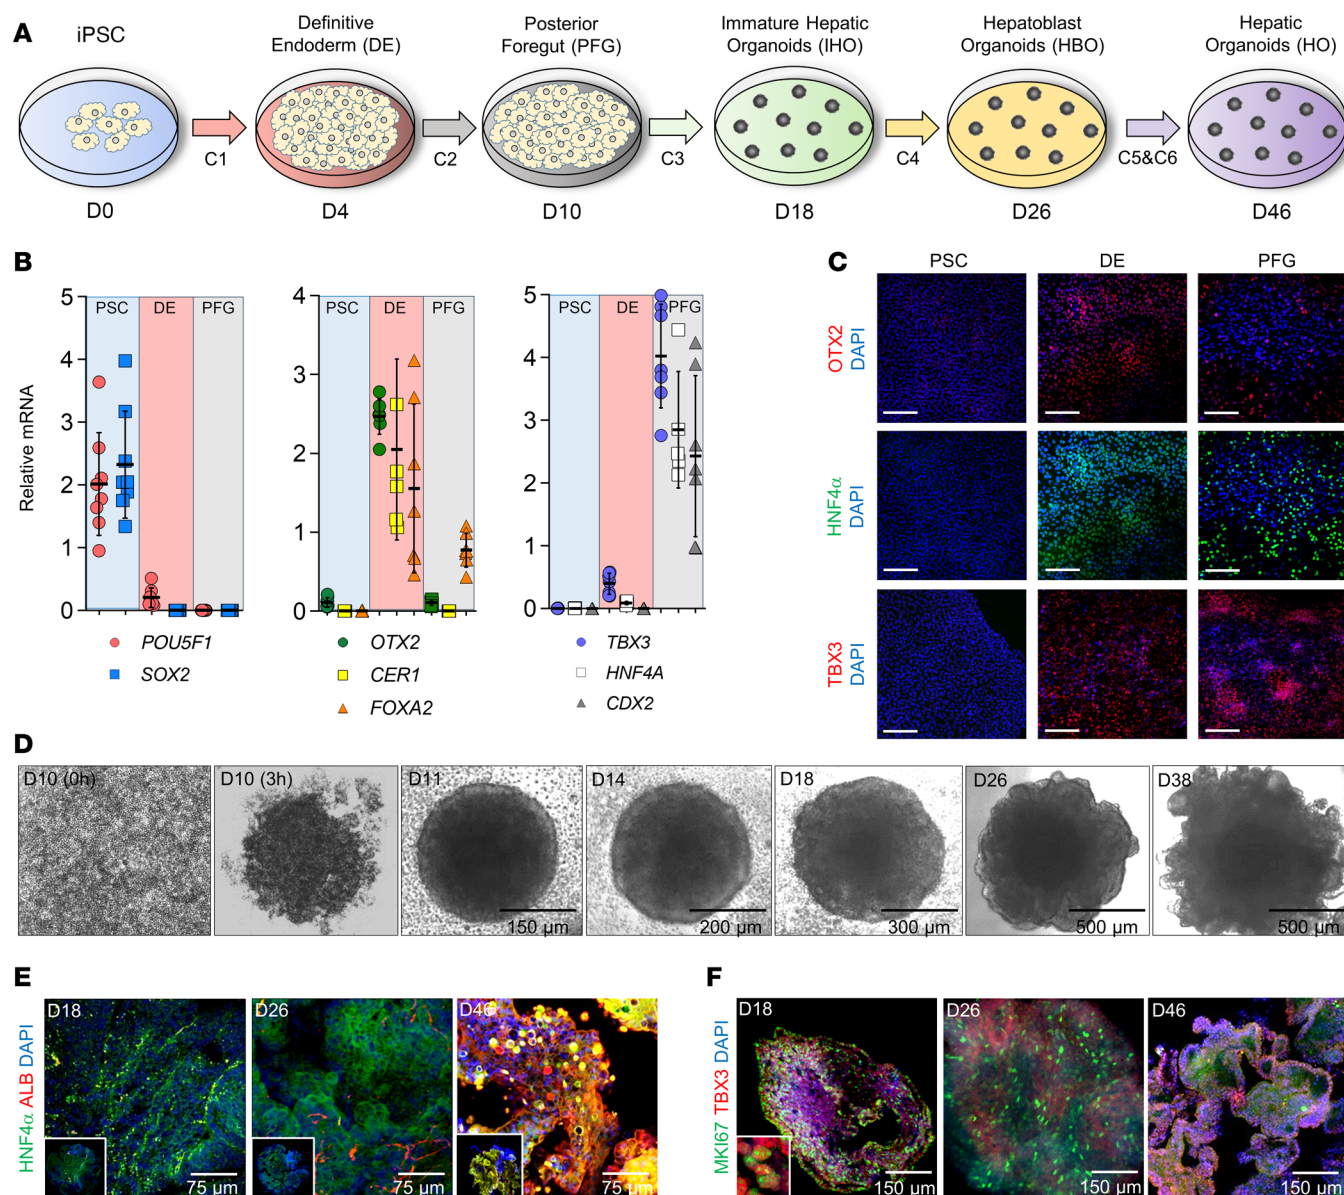 A
iPSC
Definitive
Endoderm (DE)
Posterior
Foregut (PFG)
Immature Hepatic
Organoids (IHO)
Hepatoblast
Organoids (HBO)
Hepatic
Organoids (HO)
C1
C2
C3
C4
C5&C6
D0
D4
D10
D18
D26
D46
B
Relative mRNA
PSC
DE
PFG
5
4
3
2
1
0
POU5F1
SOX2
PSC
DE
PFG
4
3
2
1
0
OTX2
CER1
FOXA2
PSC
DE
PFG
5
4
3
2
1
0
TBX3
HNF4A
CDX2
C
PSC
DE
PFG
OTX2
DAPI
HNF4α
DAPI
TBX3
DAPI
D
D10 (0h)
D10 (3h)
D11
150 µm
D14
200 µm
D18
300 µm
D26
500 µm
D38
500 µm
E
HNF4α ALB DAPI
D18
75 µm
D26
75 µm
D46
75 µm
F
MKI67 TBX3 DAPI
D18
150 µm
D26
150 µm
D46
150 µm